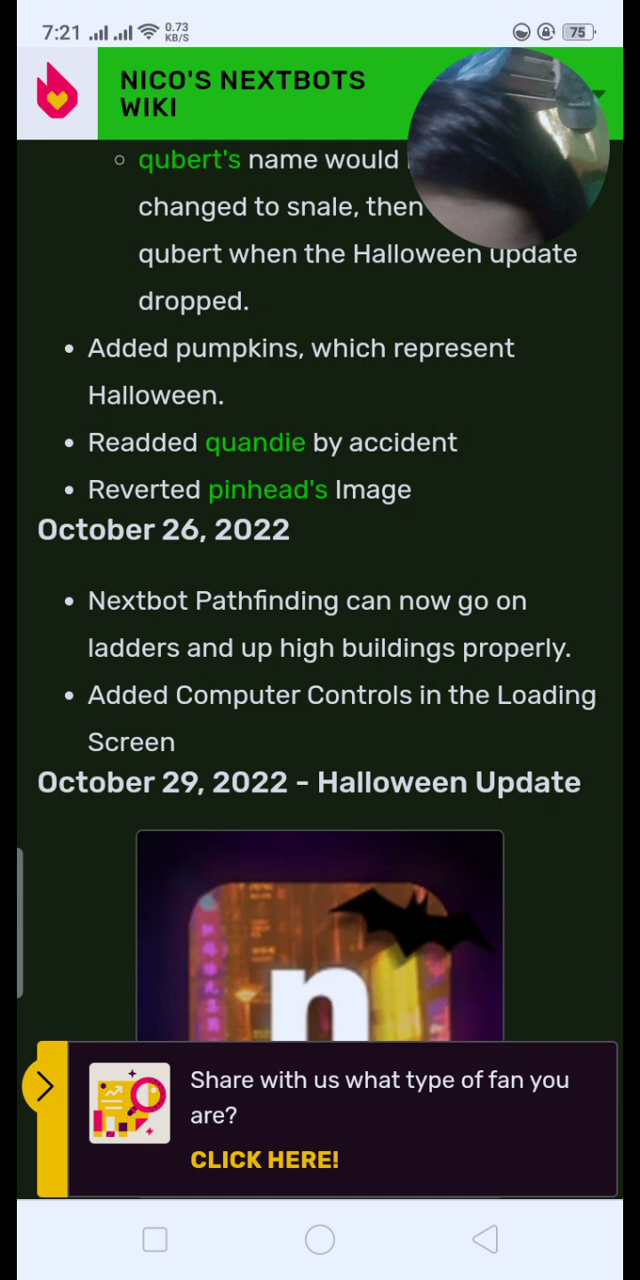 7:21
0.73
KB/S
75
NICO'S NEXTBOTS
WIKI
qubert's name would
changed to snale, then
qubert when the Halloween update
dropped.
Added pumpkins, which represent
Halloween.
Readded quandie by accident
Reverted pinhead's Image
October 26, 2022
Nextbot Pathfinding can now go on
ladders and up high buildings properly.
Added Computer Controls in the Loading
Screen
October 29, 2022 - Halloween Update
n
Share with us what type of fan you
are?
CLICK HERE!